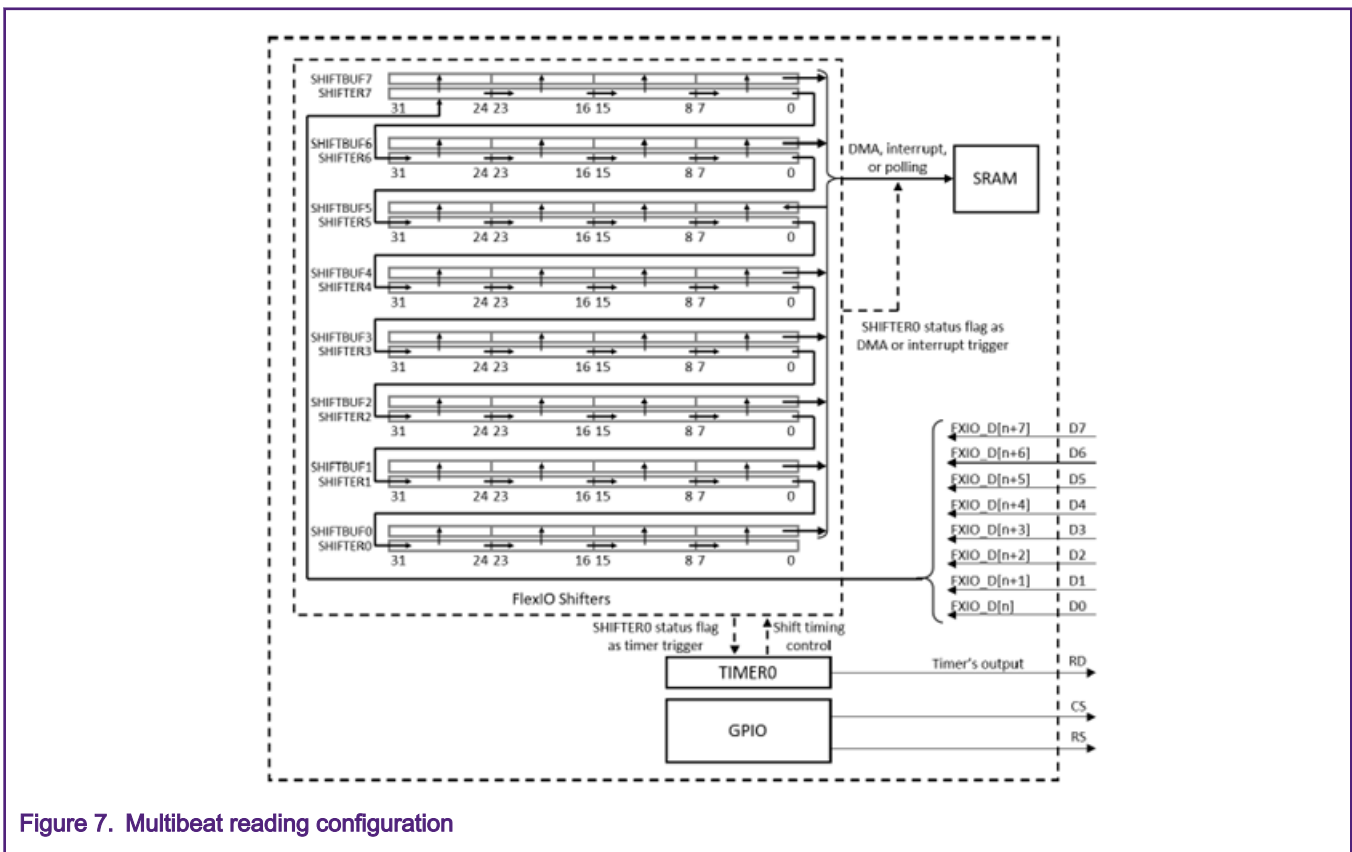 SHIFTBUF7
SHIFTER7
31 24 23 16 15 8 7 0
SHIFTBUF6
SHIFTER6
31 24 23 16 15 8 7 0
SHIFTBUF5
SHIFTER5
31 24 23 16 15 8 7 0
SHIFTBUF4
SHIFTER4
31 24 23 16 15 8 7 0
SHIFTBUF3
SHIFTER3
31 24 23 16 15 8 7 0
SHIFTBUF2
SHIFTER2
31 24 23 16 15 8 7 0
SHIFTBUF1
SHIFTER1
31 24 23 16 15 8 7 0
SHIFTBUF0
SHIFTER0
31 24 23 16 15 8 7 0
FlexIO Shifters
DMA, interrupt,
or polling
SRAM
SHIFTER0 status flag as
DMA or interrupt trigger
FXIO_D[n+7] D7
FXIO_D[n+6] D6
FXIO_D[n+5] D5
FXIO_D[n+4] D4
FXIO_D[n+3] D3
FXIO_D[n+2] D2
FXIO_D[n+1] D1
FXIO_D[n] D0
SHIFTER0 status flag
as timer trigger
Shift timing
control
TIMER0
Timer's output RD
GPIO
CS
RS
Figure 7. Multibeat reading configuration